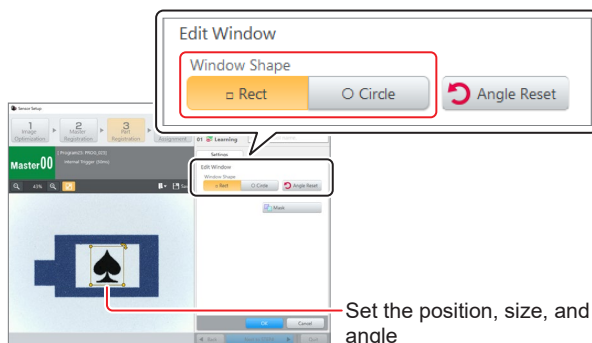 Edit Window
Window Shape
□ Rect
○ Circle
Angle Reset
Sensor Setup
1
Image
Optimization
2
Master
Registration
3
Part
Registration
Assignment
01 Learning
Master00
internal Trigger (10ms)
Settings
Edit Window
Window Shape
Rect
Circle
Angle Reset
43%
Mask
OK
Cancel
Set the position, size, and
angle